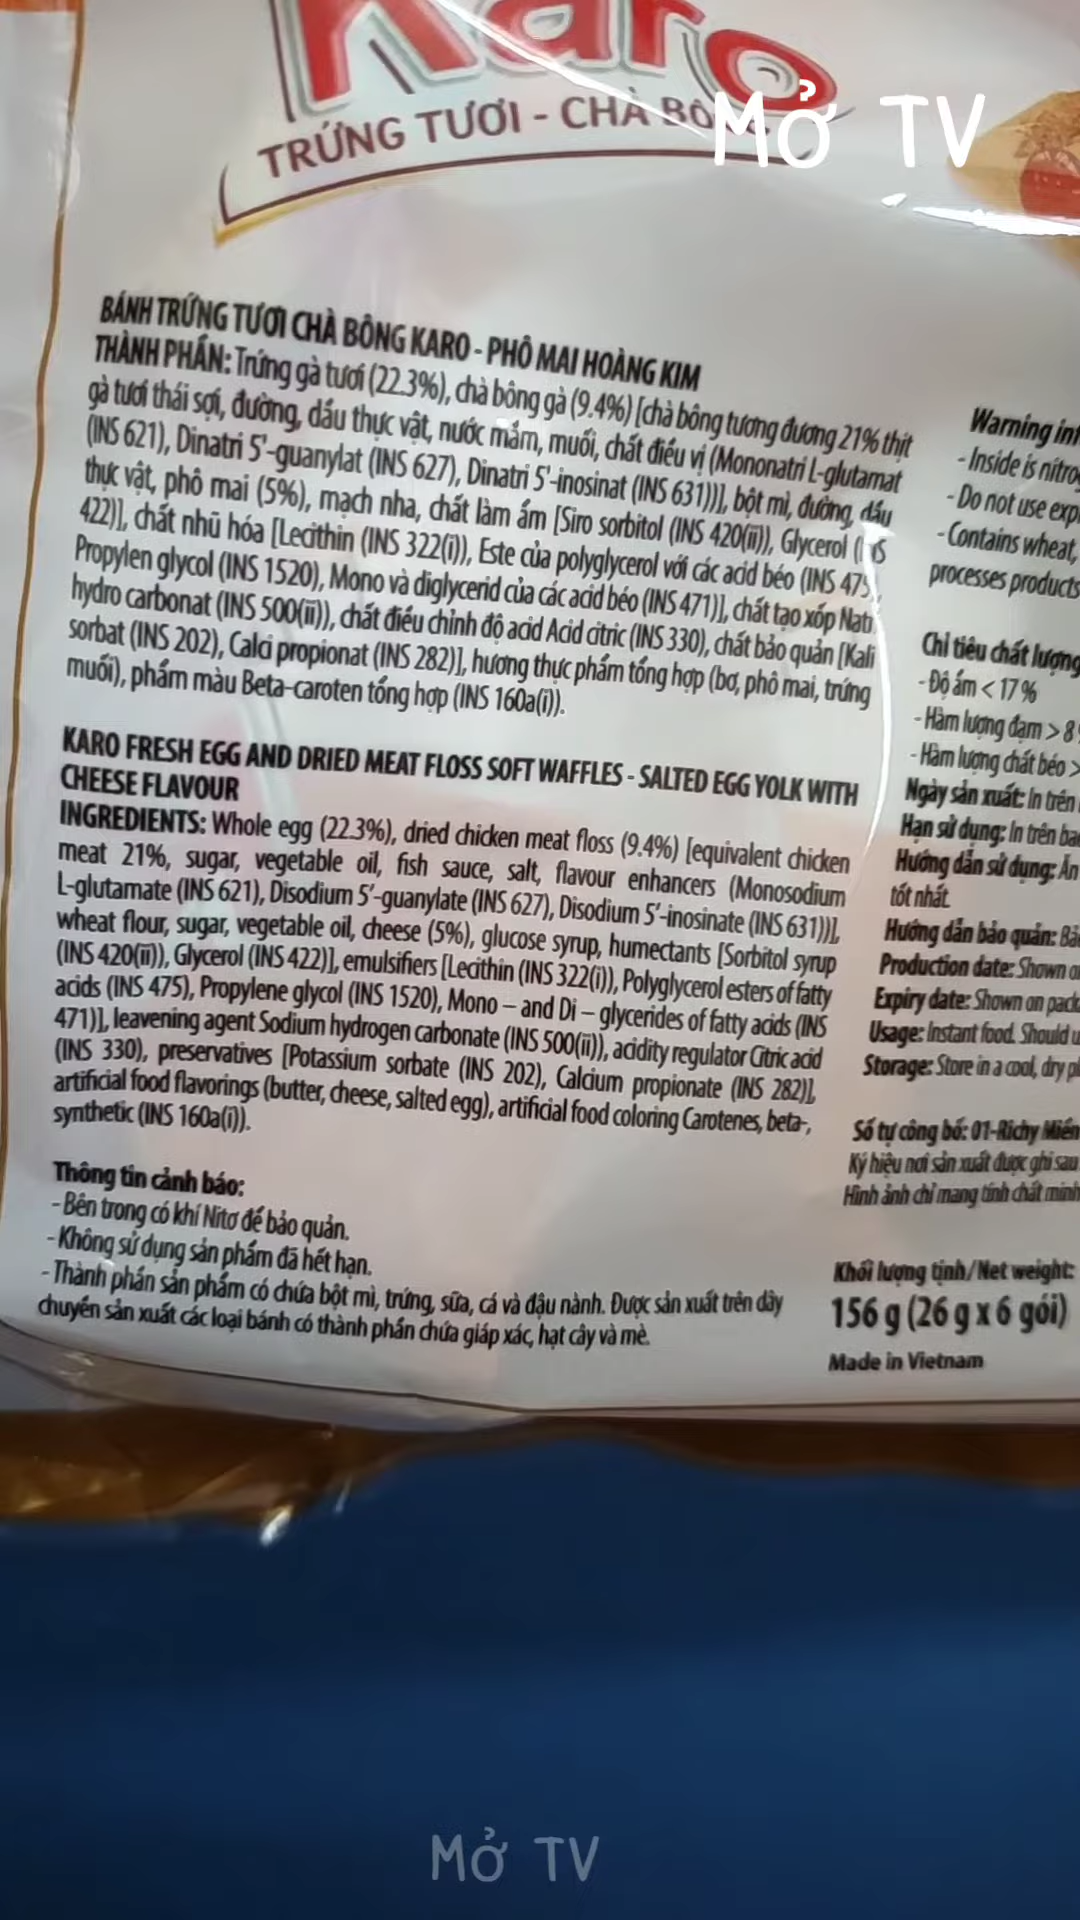 Karo
TRỨNG TƯƠI - CHÀ
Mở TV
BÁNH TRỨNG TƯƠI CHÀ BÔNG KARO - PHÔ MAI HOÀNG KIM
THÀNH PHẦN: Trứng gà tươi (22.3%), chà bông gà (9.4%) [chà bông tương đương 21% thịt
gà tươi thái sợi, đường, dầu thực vật, nước mắm, muối, chất điều vị (Mononatri L-glutamat
(INS 621), Dinatri 5'-guanylat (INS 627), Dinatri 5'-inosinat (INS 631))], bột mì, đường, dầu
thực vật, phô mai (5%), mạch nha, chất làm ẩm [Siro sorbitol (INS 420(ii)), Glycerol
422)], chất nhũ hóa [Lecithin (INS 322(i)), Este của polyglycerol với các acid béo (INS
Propylen glycol (INS 1520), Mono và diglycerid của các acid béo (INS 471)], chất tạo xốp
hydro carbonat (INS 500(ii)), chất điều chỉnh độ acid Acid citric (INS 330), chất bảo quản [Kali
sorbat (INS 202), Calci propionat (INS 282)], hương thực phẩm tổng hợp (bơ, phô mai, trứng
muối), phẩm màu Beta-caroten tổng hợp (INS 160a(i)).
KARO FRESH EGG AND DRIED MEAT FLOSS SOFT WAFFLES - SALTED EGG YOLK WITH
CHEESE FLAVOUR
INGREDIENTS: Whole egg (22.3%), dried chicken meat floss (9.4%) [equivalent chicken
meat 21%, sugar, vegetable oil, fish sauce, salt, flavour enhancers (Monosodium
L-glutamate (INS 621), Disodium 5'-guanylate (INS 627), Disodium 5'-inosinate (INS 631))],
wheat flour, sugar, vegetable oil, cheese (5%), glucose syrup, humectants [Sorbitol syrup
(INS 420(ii)), Glycerol (INS 422)], emulsifiers [Lecithin (INS 322(i)), Polyglycerol esters of fatty
acids (INS 475), Propylene glycol (INS 1520), Mono – and Di – glycerides of fatty acids (INS
471)], leavening agent Sodium hydrogen carbonate (INS 500(ii)), acidity regulator Citric acid
(INS 330), preservatives [Potassium sorbate (INS 202), Calcium propionate (INS 282)],
artificial food flavorings (butter, cheese, salted egg), artificial food coloring Carotenes, beta-,
synthetic (INS 160a(i)).
Thông tin cảnh báo:
- Bên trong có khí Nitơ để bảo quản.
- Không sử dụng sản phẩm đã hết hạn.
- Thành phần sản phẩm có chứa bột mì, trứng, sữa, cá và đậu nành. Được sản xuất trên dây
chuyền sản xuất các loại bánh có thành phần chứa giáp xác, hạt cây và mè.
Warning
- Inside is
- Do not use
- Contains wheat,
processes products
Chỉ tiêu chất lượng
- Độ ẩm < 17 %
- Hàm lượng đạm > 8
- Hàm lượng chất béo >
Ngày sản xuất: In trên
Hạn sử dụng: In trên
Hướng dẫn sử dụng: Ăn
tốt nhất.
Hướng dẫn bảo quản:
Production date: Shown
Expiry date: Shown on
Usage: Instant food. Should
Storage: Store in a cool, dry
Số tự công bố: 01-Richy Miền
Ký hiệu nơi sản xuất được ghi sau
Hình ảnh chỉ mang tính chất
Khối lượng tịnh/Net weight:
156 g (26 g x 6 gói)
Made in Vietnam
Mở TV